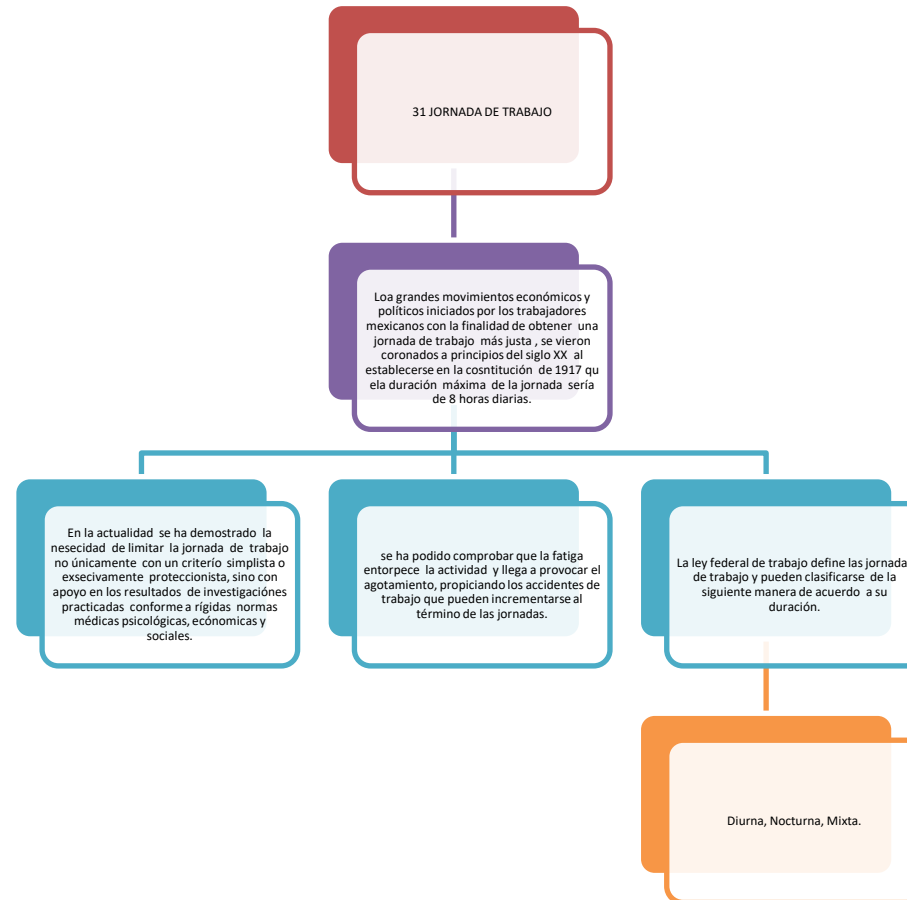 31 JORNADA DE TRABAJO
Loa grandes movimientos económicos y
políticos iniciados por los trabajadores
mexicanos con la finalidad de obtener una
jornada de trabajo más justa , se vieron
coronados a principios del siglo XX al
establecerse en la cosntitución de 1917 qu
ela duración máxima de la jornada sería
de 8 horas diarias.
En la actualidad se ha demostrado la
nesecidad de limitar la jornada de trabajo
no únicamente con un criterío simplista o
exsecivamente proteccionista, sino con
apoyo en los resultados de investigaciónes
practicadas conforme a rígidas normas
médicas psicológicas, ecónomicas y
sociales.
se ha podido comprobar que la fatiga
entorpece la actividad y llega a provocar el
agotamiento, propiciando los accidentes de
trabajo que pueden incrementarse al
término de las jornadas.
La ley federal de trabajo define las jornada
de trabajo y pueden clasificarse de la
siguiente manera de acuerdo a su
duración.
Diurna, Nocturna, Mixta.